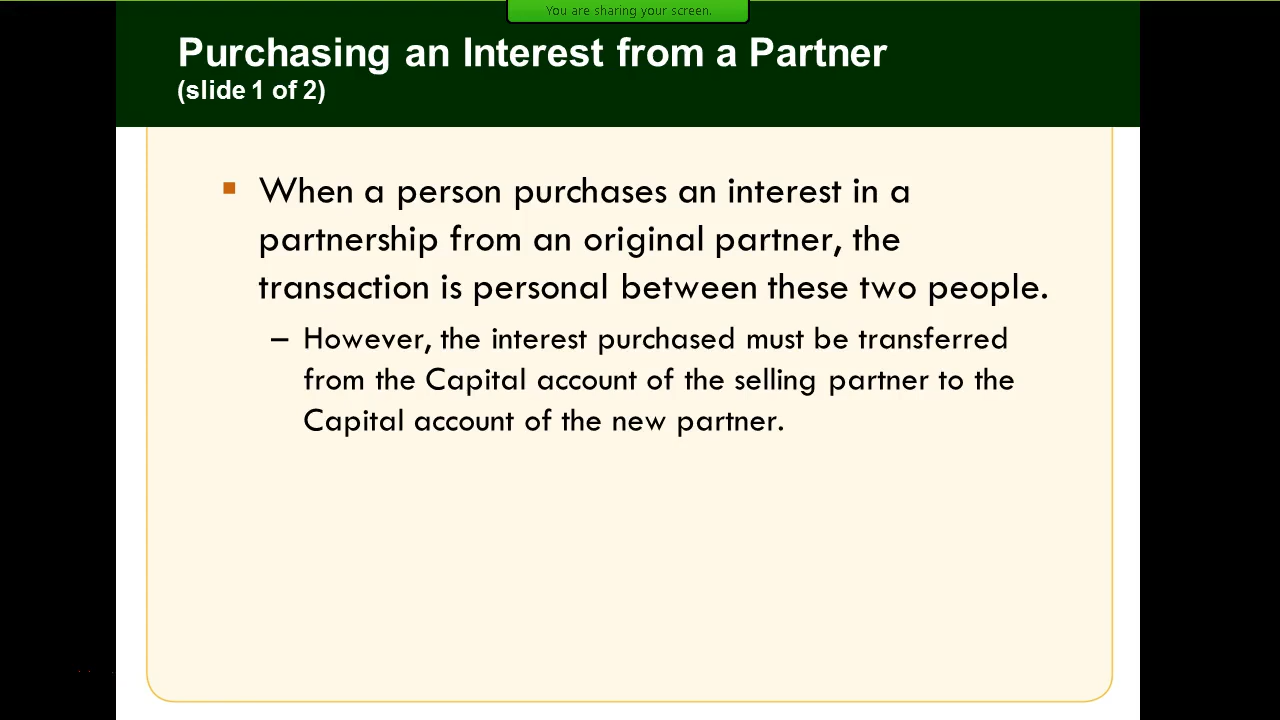 You are sharing your screen.
Purchasing an Interest from a Partner
(slide 1 of 2)
When a person purchases an interest in a
partnership from an original partner, the
transaction is personal between these two people.
– However, the interest purchased must be transferred
from the Capital account of the selling partner to the
Capital account of the new partner.